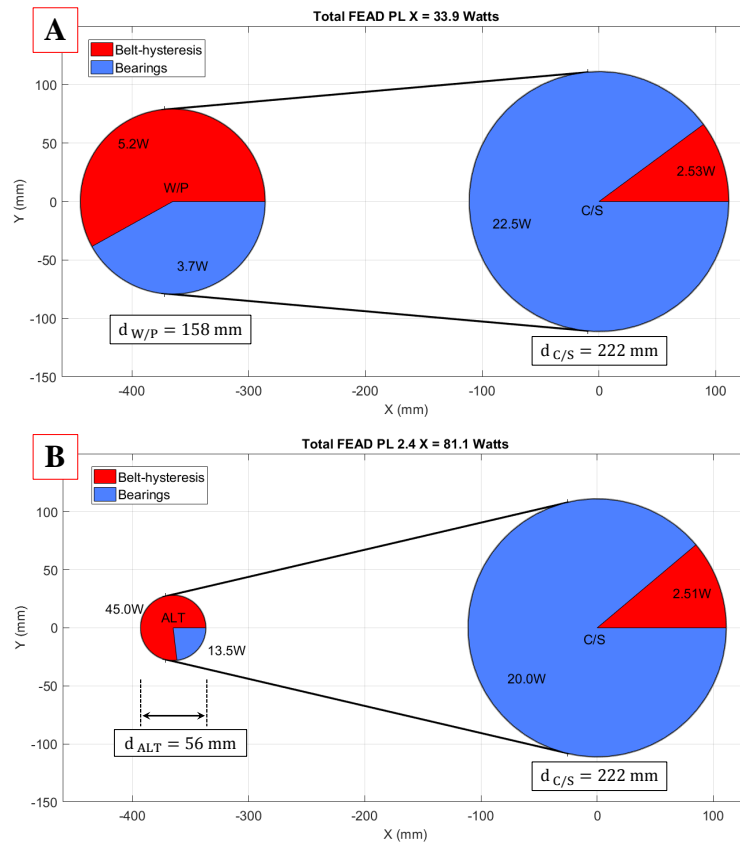 A
Total FEAD PL X = 33.9 Watts
Belt-hysteresis
Bearings
100
50
0
-50
-100
-150
Y (mm)
5.2W
W/P
3.7W
2.53W
C/S
22.5W
d W/P = 158 mm
d C/S = 222 mm
-400
-300
-200
-100
0
100
X (mm)
B
Total FEAD PL 2.4 X = 81.1 Watts
Belt-hysteresis
Bearings
100
50
0
-50
-100
-150
Y (mm)
45.0W
ALT
13.5W
2.51W
C/S
20.0W
d ALT = 56 mm
d C/S = 222 mm
-400
-300
-200
-100
0
100
X (mm)